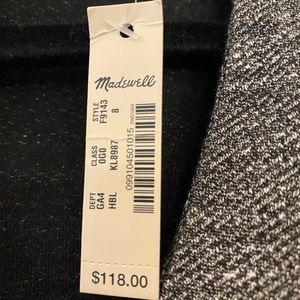 Madewell
STYLE
F9143
8
CLASS
0G0
KL8987
DEPT
GA4
HBL
099104501015
$118.00